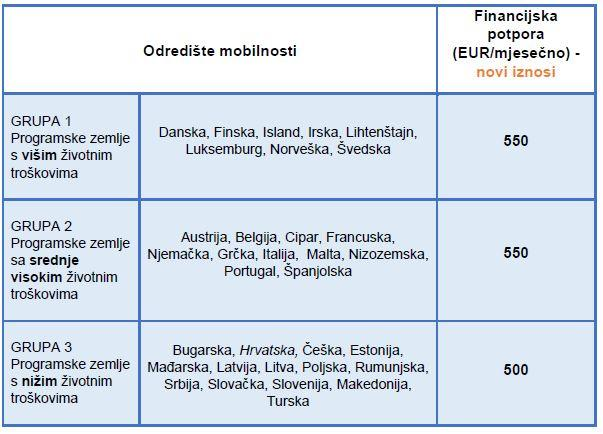 Odredište mobilnosti
Financijska
potpora
(EUR/mjesečno) -
novi iznosi
GRUPA 1
Programske zemlje
s višim životnim
troškovima
Danska, Finska, Island, Irska, Lihtenštajn,
Luksemburg, Norveška, Švedska
550
GRUPA 2
Programske zemlje
sa srednje
visokim životnim
troškovima
Austrija, Belgija, Cipar, Francuska,
Njemačka, Grčka, Italija, Malta, Nizozemska,
Portugal, Španjolska
550
GRUPA 3
Programske zemlje
s nižim životnim
troškovima
Bugarska, Hrvatska, Češka, Estonija,
Mađarska, Latvija, Litva, Poljska, Rumunjska,
Srbija, Slovačka, Slovenija, Makedonija,
Turska
500